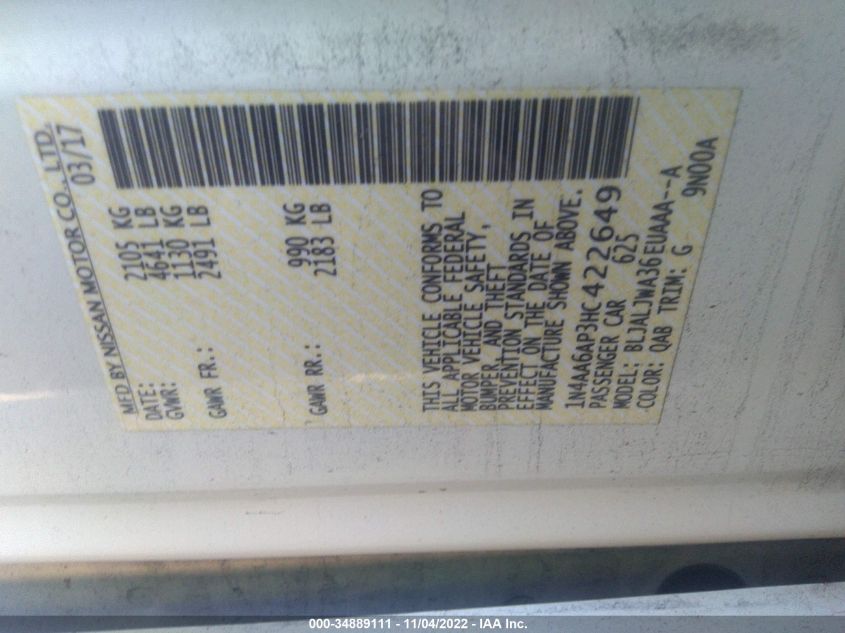 MFD BY NISSAN MOTOR CO., LTD.
DATE: 03/17
GVWR: 2105 KG
4641 LB
GAWR FR.: 1130 KG
2491 LB
GAWR RR.: 990 KG
2183 LB
THIS VEHICLE CONFORMS TO
ALL APPLICABLE FEDERAL
MOTOR VEHICLE SAFETY,
BUMPER, AND THEFT
PREVENTION STANDARDS IN
EFFECT ON THE DATE OF
MANUFACTURE SHOWN ABOVE.
1N4AA6AP3HC422649
PASSENGER CAR 625
MODEL: BLJALJWA36EUAAA--A
COLOR: QAB TRIM: G 9N00A
000-34889111 - 11/04/2022 - IAA Inc.